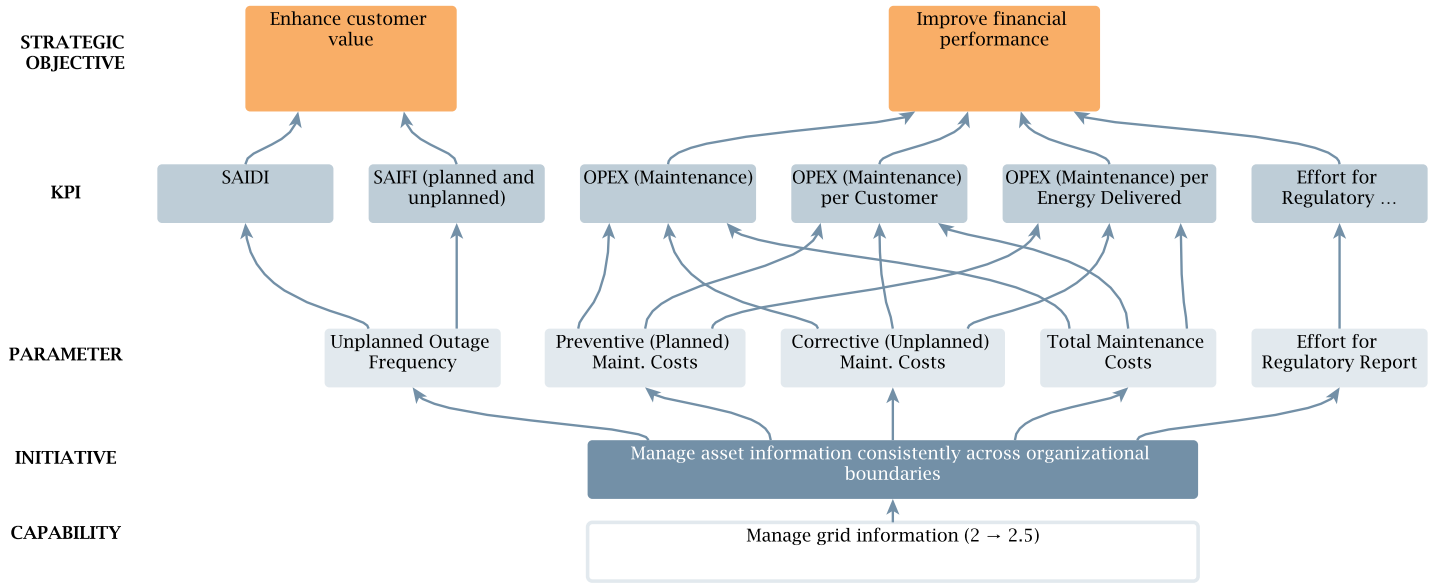 STRATEGIC
OBJECTIVE
Enhance customer
value
Improve financial
performance
KPI
SAIDI
SAIFI (planned and
unplanned)
OPEX (Maintenance)
OPEX (Maintenance)
per Customer
OPEX (Maintenance) per
Energy Delivered
Effort for
Regulatory …
PARAMETER
Unplanned Outage
Frequency
Preventive (Planned)
Maint. Costs
Corrective (Unplanned)
Maint. Costs
Total Maintenance
Costs
Effort for
Regulatory Report
INITIATIVE
Manage asset information consistently across organizational
boundaries
CAPABILITY
Manage grid information (2 → 2.5)